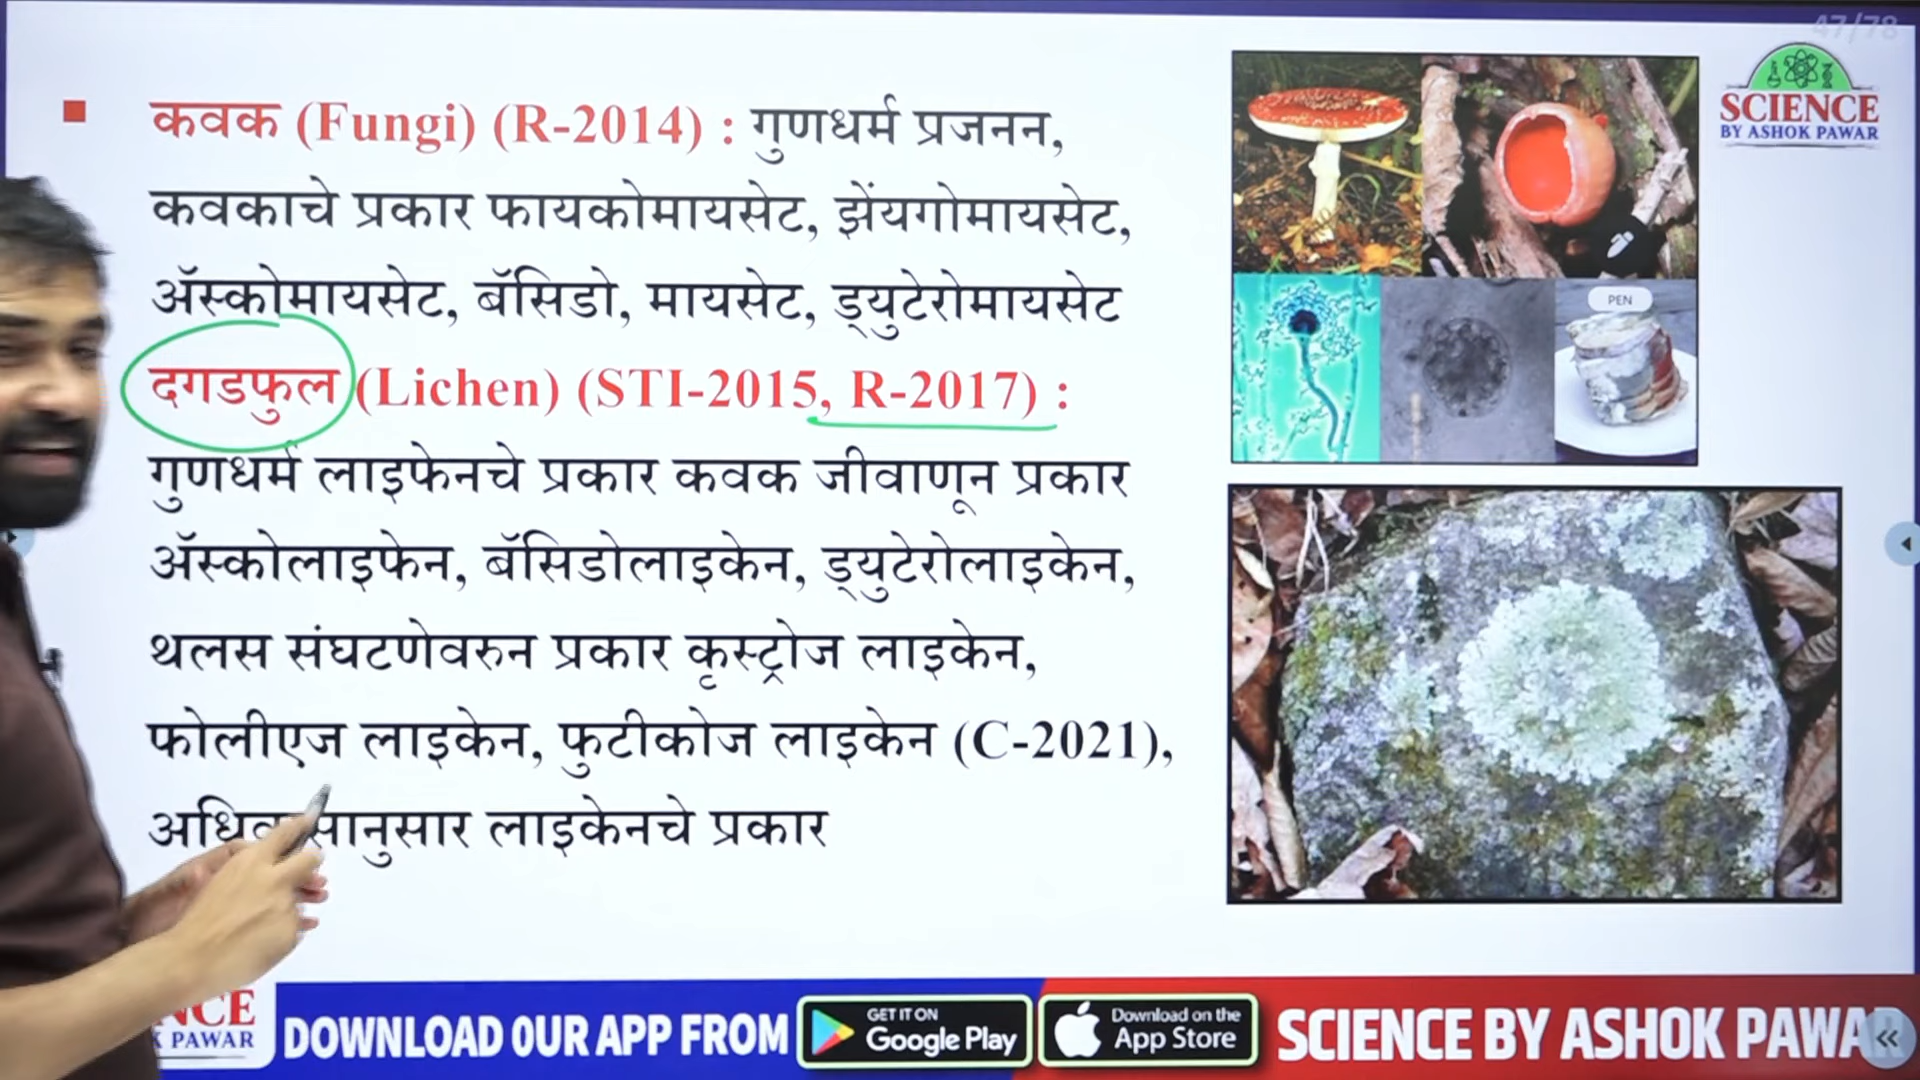 47/78
कवक (Fungi) (R-2014) : गुणधर्म प्रजनन,
कवकाचे प्रकार फायकोमायसेट, झेंयगोमायसेट,
ॲस्कोमायसेट, बॅसिडो, मायसेट, ड्युटेरोमायसेट
दगडफुल (Lichen) (STI-2015, R-2017) :
गुणधर्म लाइफेनचे प्रकार कवक जीवाणून प्रकार
ॲस्कोलाइफेन, बॅसिडोलाइकेन, ड्युटेरोलाइकेन,
थलस संघटणेवरुन प्रकार कृस्ट्रोज लाइकेन,
फोलीएज लाइकेन, फुटीकोज लाइकेन (C-2021),
लाइकेनचे प्रकार
SCIENCE
BY ASHOK PAWAR
PEN
PAWAR
DOWNLOAD OUR APP FROM
GET IT ON
Google Play
Download on the
App Store
SCIENCE BY ASHOK